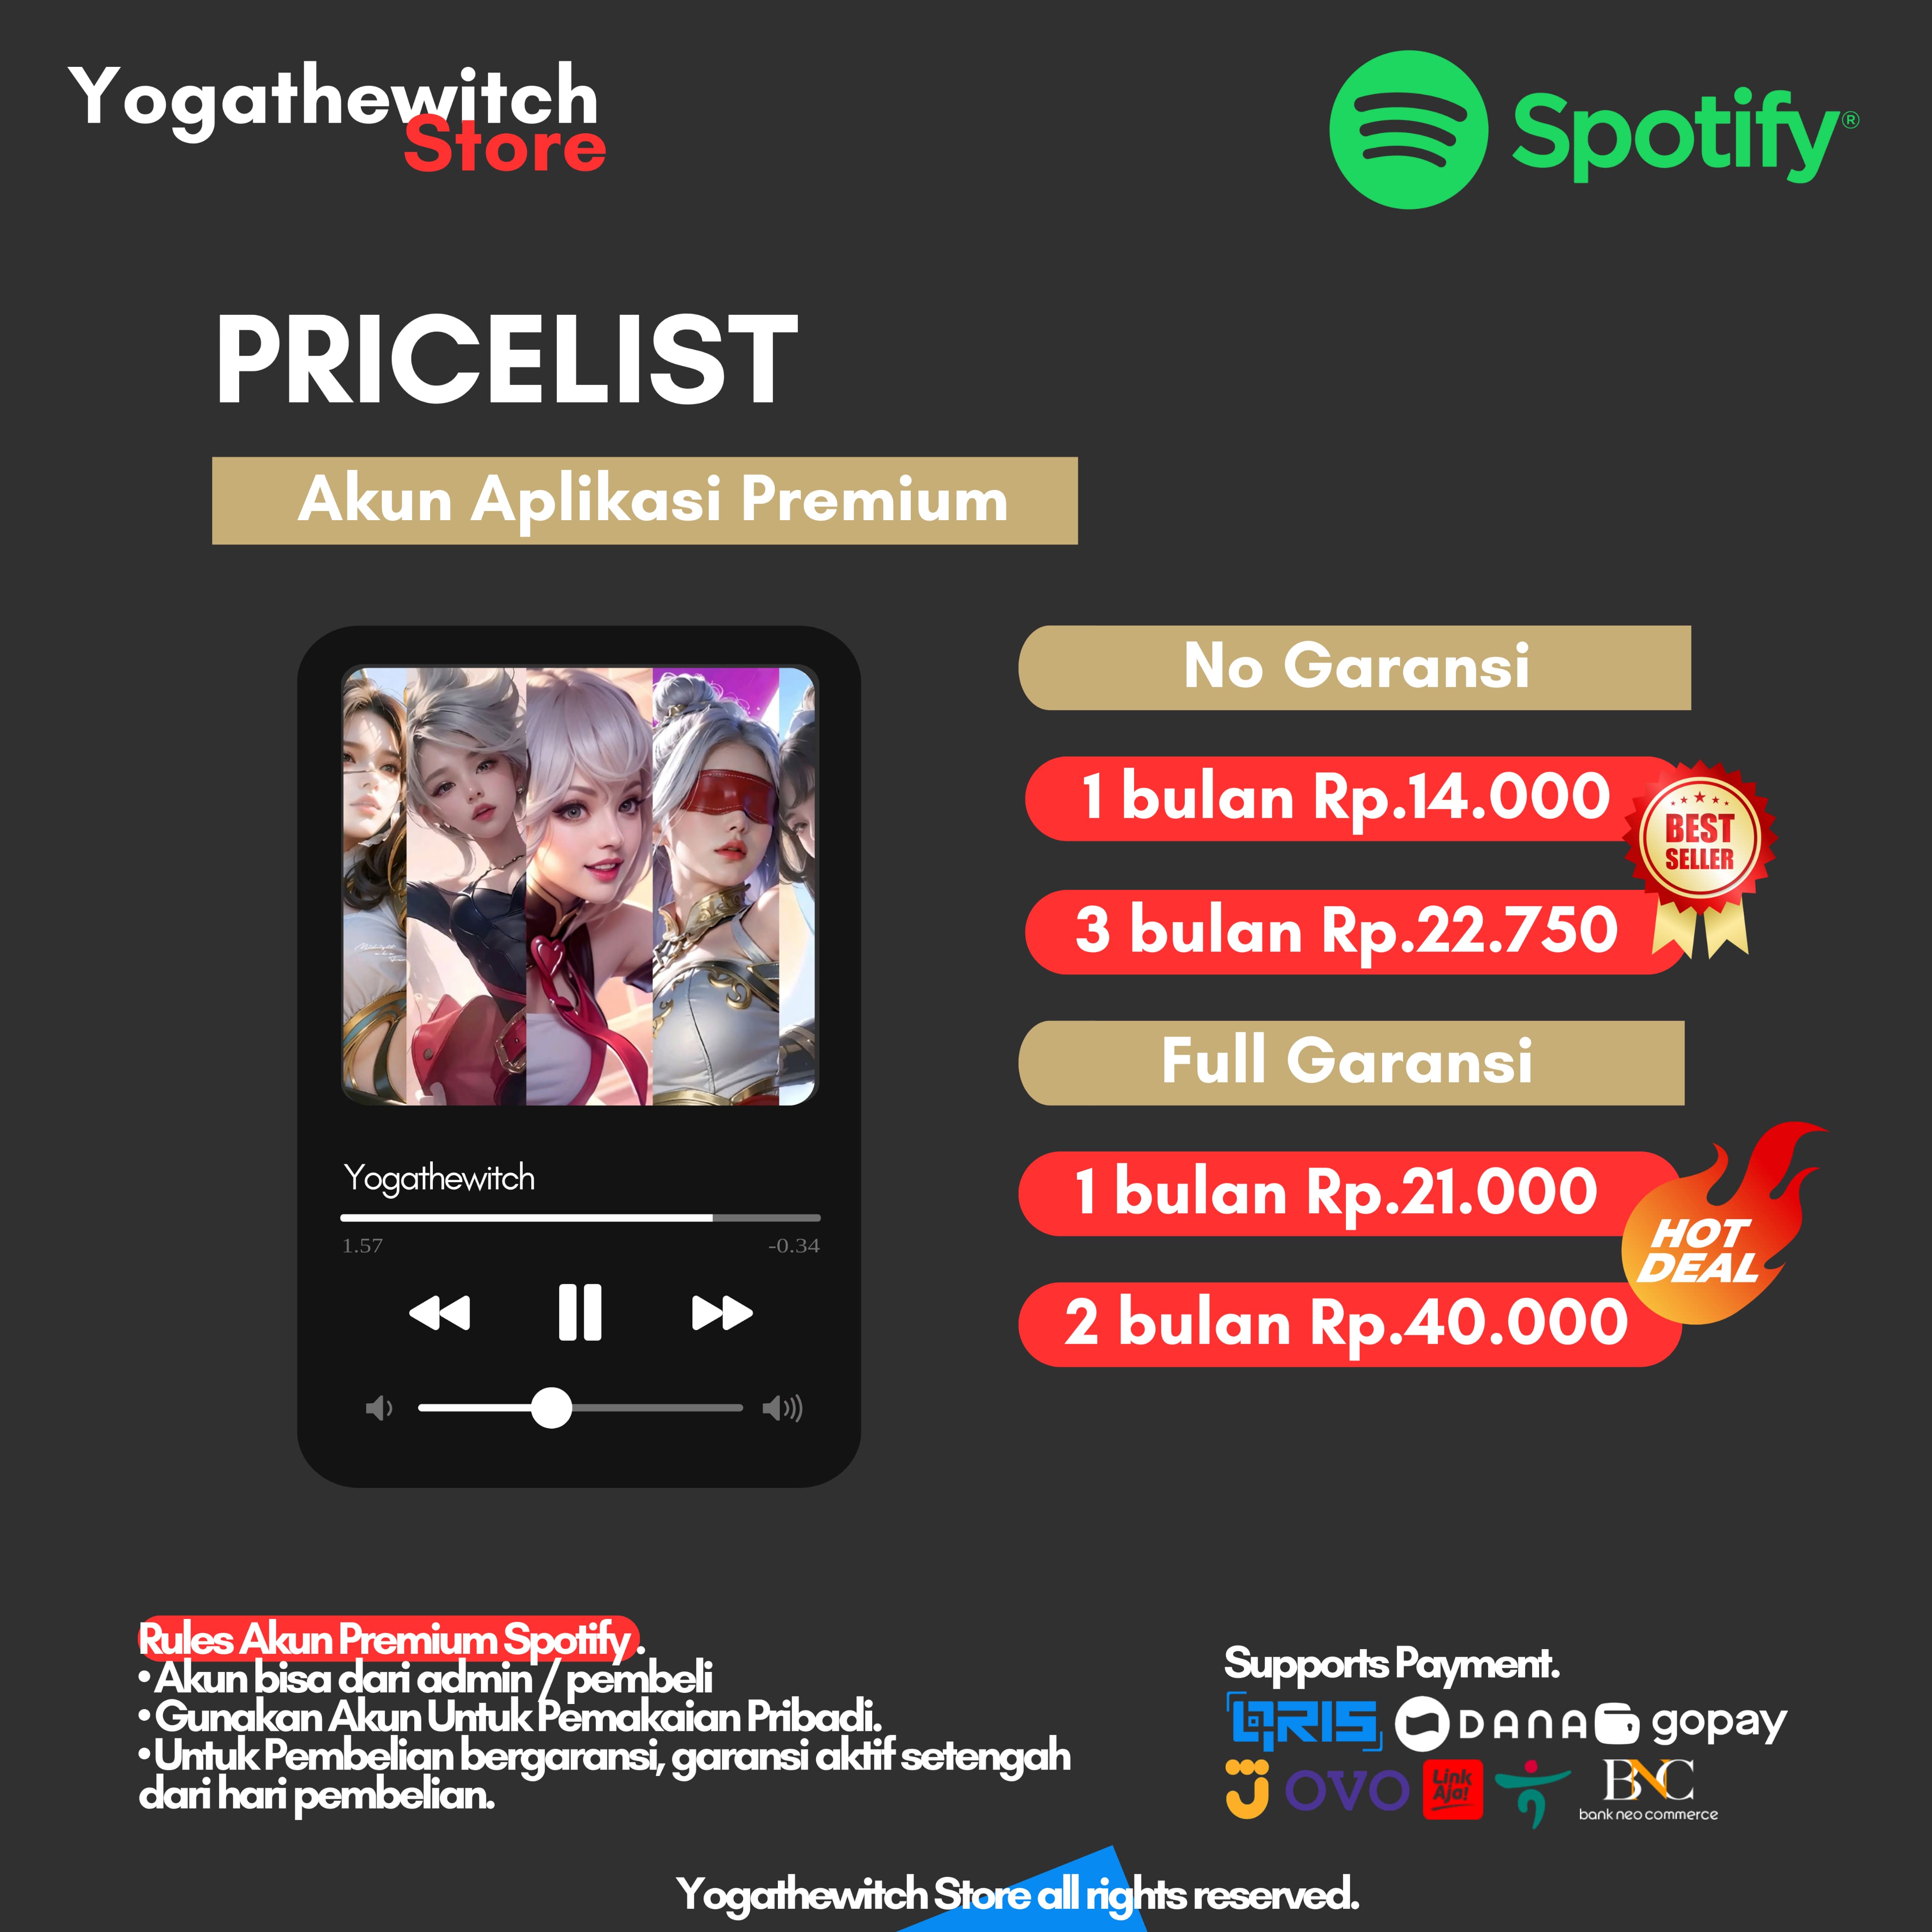 Yogathewitch
Store
Spotify®
PRICELIST
Akun Aplikasi Premium
No Garansi
1 bulan Rp.14.000
BEST
SELLER
3 bulan Rp.22.750
Full Garansi
1 bulan Rp.21.000
HOT
DEAL
2 bulan Rp.40.000
Yogathewitch
1.57 -0.34
Rules Akun Premium Spotify.
•Akun bisa dari admin / pembeli
•Gunakan Akun Untuk Pemakaian Pribadi.
•Untuk Pembelian bergaransi, garansi aktif setengah
dari hari pembelian.
Supports Payment.
QRIS DANA gopay
OVO Link Aja! BNC
bank neo commerce
Yogathewitch Store all rights reserved.